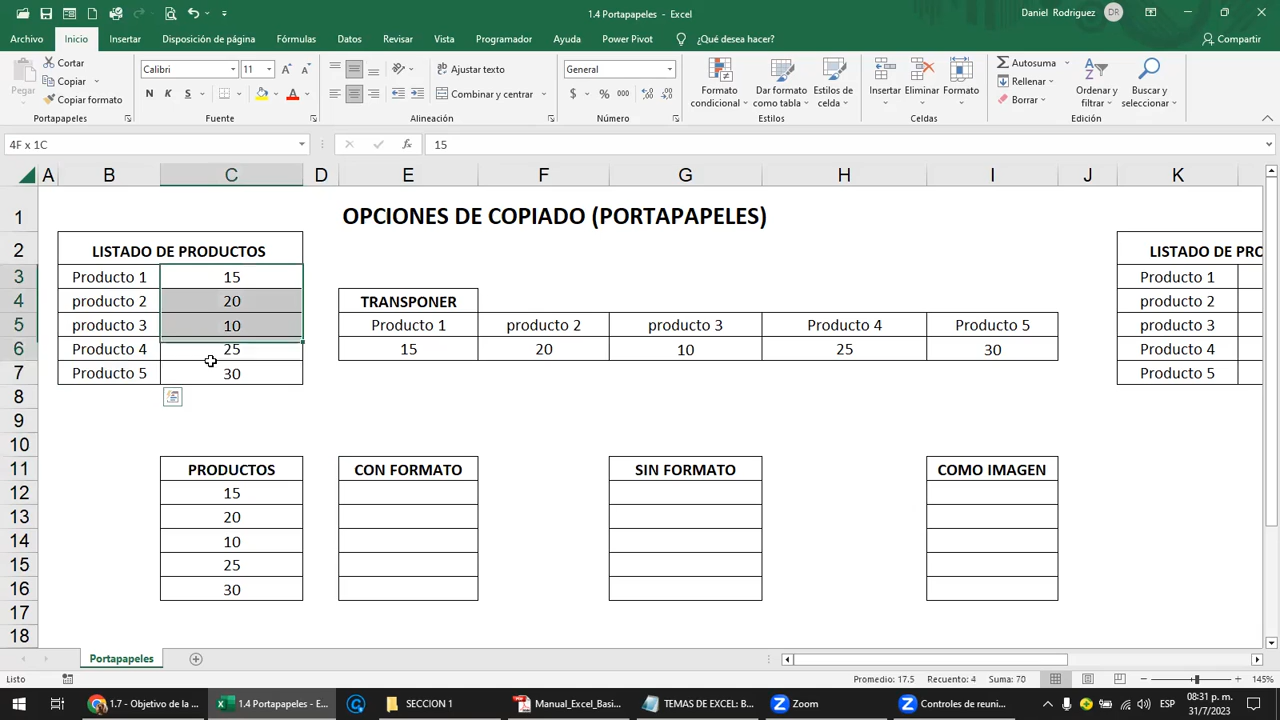 1.4 Portapapeles - Excel
Daniel Rodriguez DR
Archivo Inicio Insertar Disposición de página Fórmulas Datos Revisar Vista Programador Ayuda Power Pivot ¿Qué desea hacer? Compartir
Pegar
Cortar
Copiar
Copiar formato
Portapapeles
Calibri 11
N K S A
Fuente
Ajustar texto
Combinar y centrar
Alineación
General
$ % 000
Número
Formato condicional
Dar formato como tabla
Estilos de celda
Estilos
Insertar Eliminar Formato
Celdas
Autosuma
Rellenar
Borrar
Ordenar y filtrar
Buscar y seleccionar
Edición
4F x 1C fx 15
A B C D E F G H I J K
1 OPCIONES DE COPIADO (PORTAPAPELES)
2 LISTADO DE PRODUCTOS LISTADO DE PRO
3 Producto 1 15 Producto 1
4 producto 2 20 TRANSPONER producto 2
5 producto 3 10 Producto 1 producto 2 producto 3 Producto 4 Producto 5 producto 3
6 Producto 4 25 15 20 10 25 30 Producto 4
7 Producto 5 30 Producto 5
8
9
10
11 PRODUCTOS CON FORMATO SIN FORMATO COMO IMAGEN
12 15
13 20
14 10
15 25
16 30
17
18
Portapapeles
Listo Promedio: 17.5 Recuento: 4 Suma: 70 145%
1.7 - Objetivo de la ... 1.4 Portapapeles - E... SECCION 1 Manual_Excel_Basi... TEMAS DE EXCEL: B... Zoom Controles de reuni... ESP
08:31 p. m.
31/7/2023